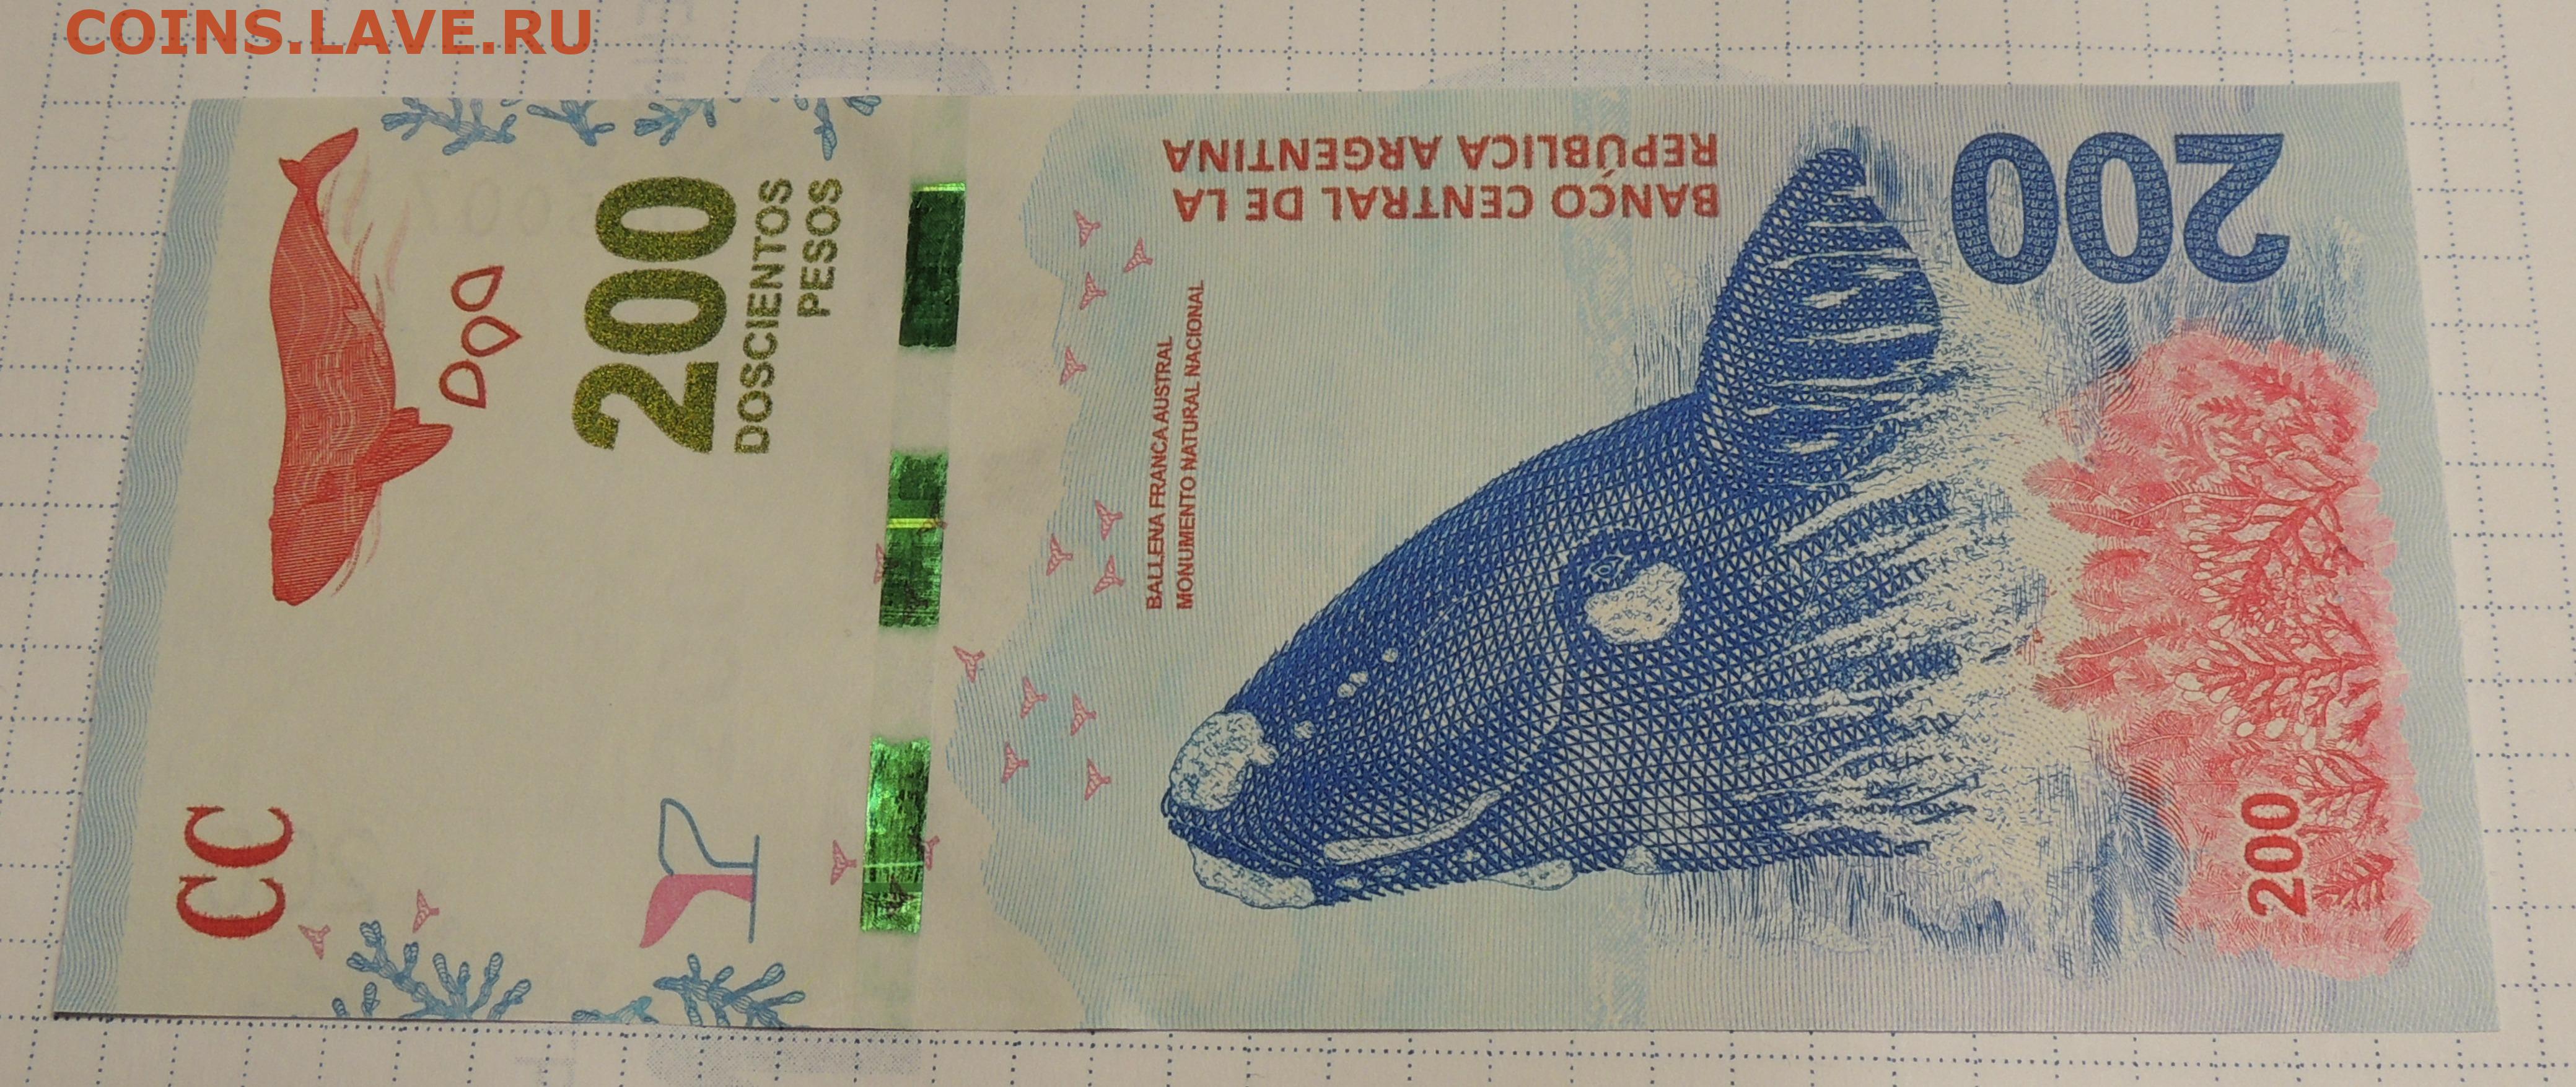 COINS.LAVE.RU
BANCO CENTRAL DE LA
REPÚBLICA ARGENTINA
200
200
DOSCIENTOS
PESOS
BALLENA FRANCA AUSTRAL
MONUMENTO NATURAL NACIONAL
CC
200